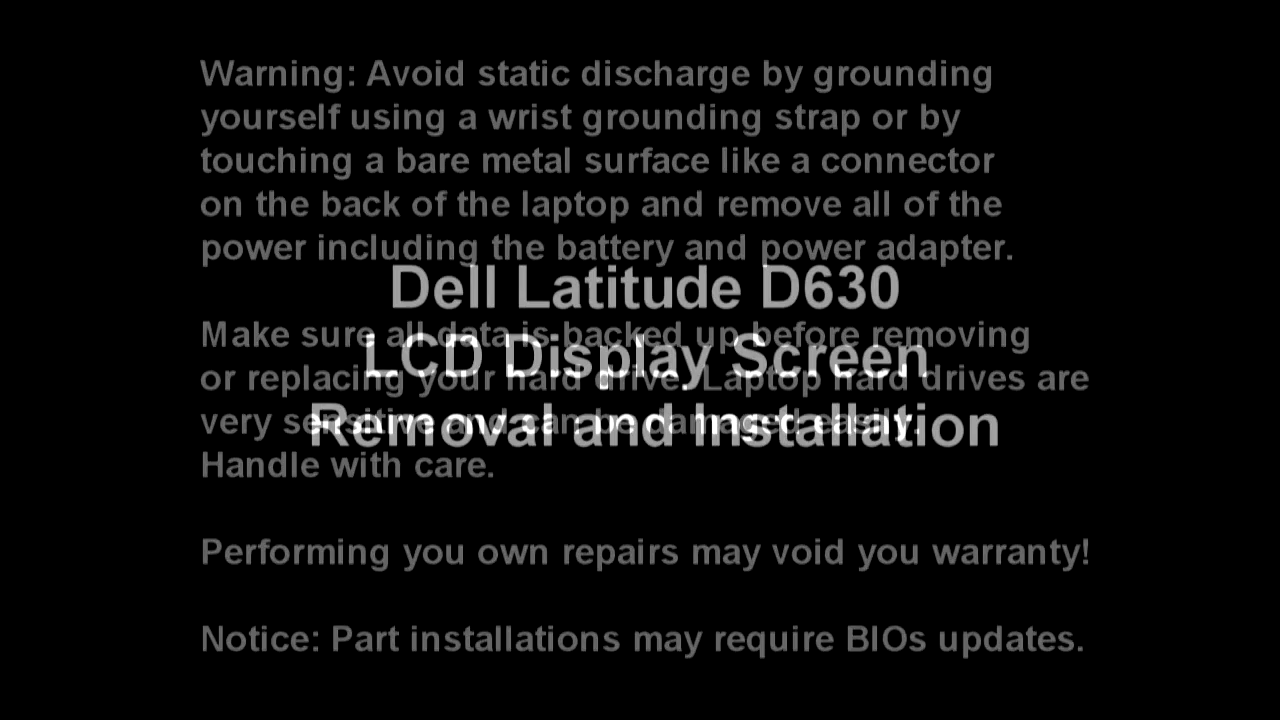 Warning: Avoid static discharge by grounding
yourself using a wrist grounding strap or by
touching a bare metal surface like a connector
on the back of the laptop and remove all of the
power including the battery and power adapter.
Dell Latitude D630
Make sure all data is backed up before removing
LCD Display Screen
or replacing your hard drive. Laptop hard drives are
very sensitive and can be damaged easily.
Removal and Installation
Handle with care.
Performing you own repairs may void you warranty!
Notice: Part installations may require BIOs updates.